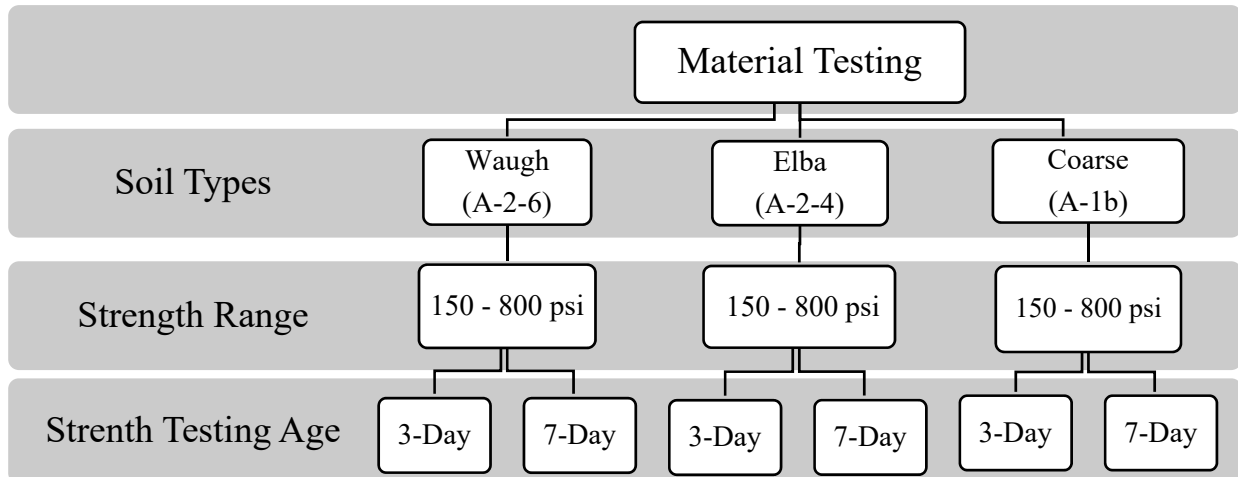 Material Testing
Soil Types
Waugh
(A-2-6)
Elba
(A-2-4)
Coarse
(A-1b)
Strength Range
150 - 800 psi
150 - 800 psi
150 - 800 psi
Strenth Testing Age
3-Day
7-Day
3-Day
7-Day
3-Day
7-Day